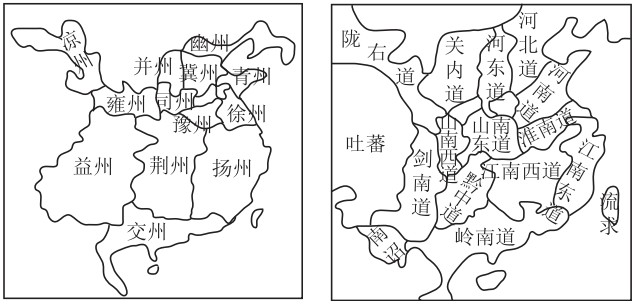 凉州
幽州
并州
冀州
青州
雍州
司州
徐州
豫州
益州
荆州
扬州
交州
陇右道
关内道
河东道
河北道
河南道
山南西道
山南东道
淮南道
吐蕃
剑南道
黔中道
江南西道
江南东道
南诏
岭南道
流求